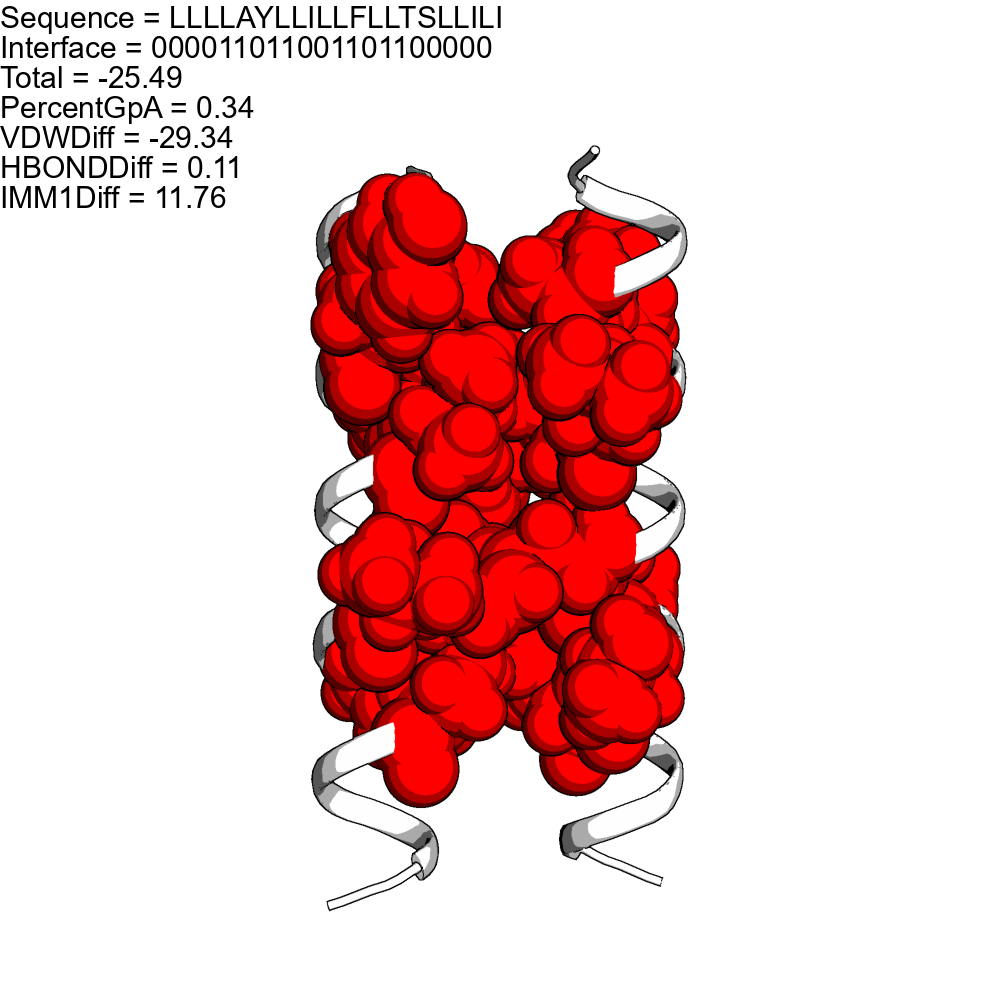 Sequence = LLLLAYLLILLFLLTSLLILI
Interface = 000011011001101100000
Total = -25.49
PercentGpA = 0.34
VDWDiff = -29.34
HBONDDiff = 0.11
IMM1Diff = 11.76